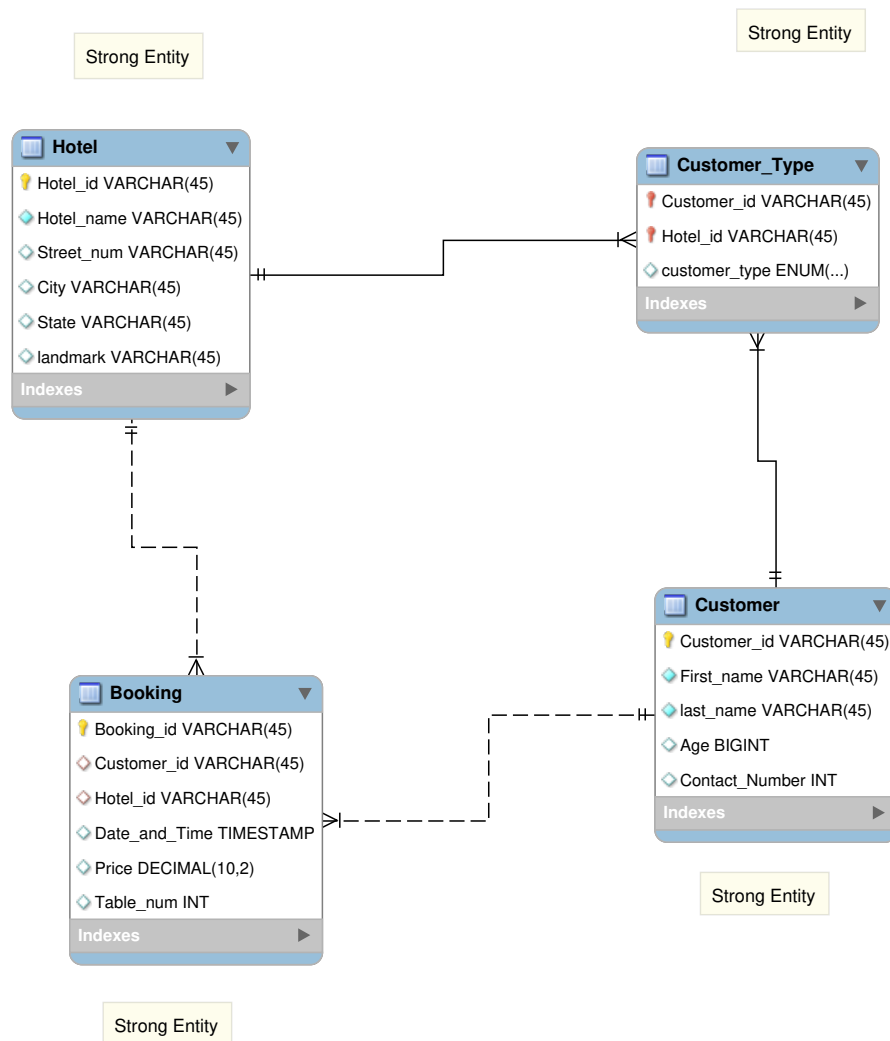 Strong Entity
Strong Entity
Hotel
Hotel_id VARCHAR(45)
Hotel_name VARCHAR(45)
Street_num VARCHAR(45)
City VARCHAR(45)
State VARCHAR(45)
landmark VARCHAR(45)
Indexes
Customer_Type
Customer_id VARCHAR(45)
Hotel_id VARCHAR(45)
customer_type ENUM(...)
Indexes
Booking
Booking_id VARCHAR(45)
Customer_id VARCHAR(45)
Hotel_id VARCHAR(45)
Date_and_Time TIMESTAMP
Price DECIMAL(10,2)
Table_num INT
Indexes
Customer
Customer_id VARCHAR(45)
First_name VARCHAR(45)
last_name VARCHAR(45)
Age BIGINT
Contact_Number INT
Indexes
Strong Entity
Strong Entity